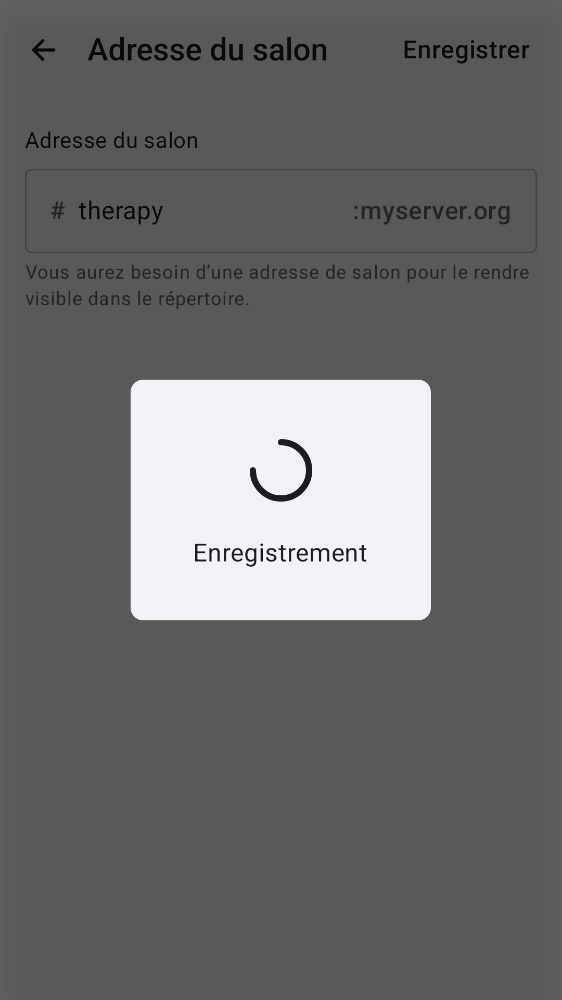 Adresse du salon Enregistrer
Adresse du salon
# therapy :myserver.org
Vous aurez besoin d’une adresse de salon pour le rendre
visible dans le répertoire.
Enregistrement